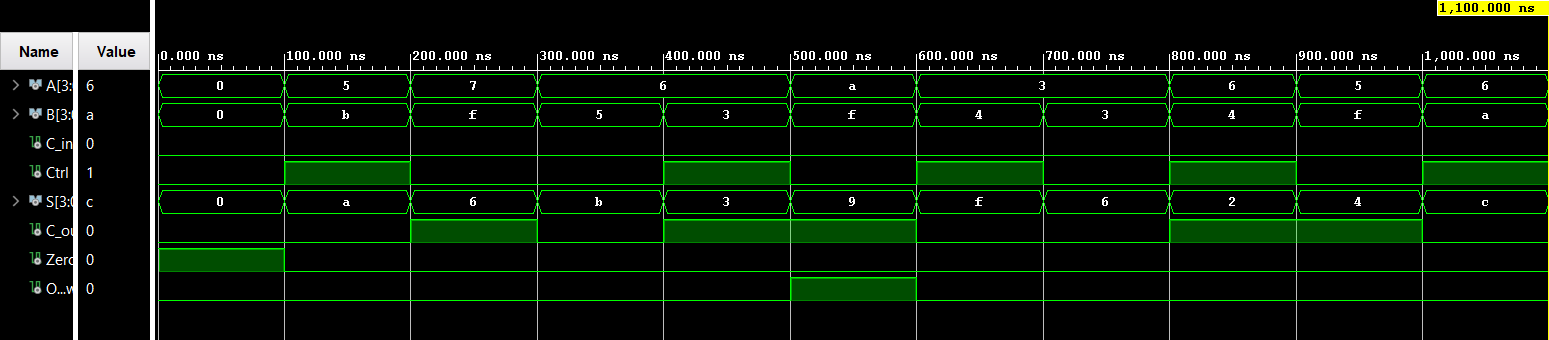 1,100.000 ns
Name Value 0.000 ns 100.000 ns 200.000 ns 300.000 ns 400.000 ns 500.000 ns 600.000 ns 700.000 ns 800.000 ns 900.000 ns 1,000.000 ns
A[3: 6 0 5 7 6 a 3 6 5 6
B[3:0 a 0 b f 5 3 f 4 3 4 f a
C_in 0
Ctrl 1
S[3:0 c 0 a 6 b 3 9 f 6 2 4 c
C_ou 0
Zero 0
O...w 0